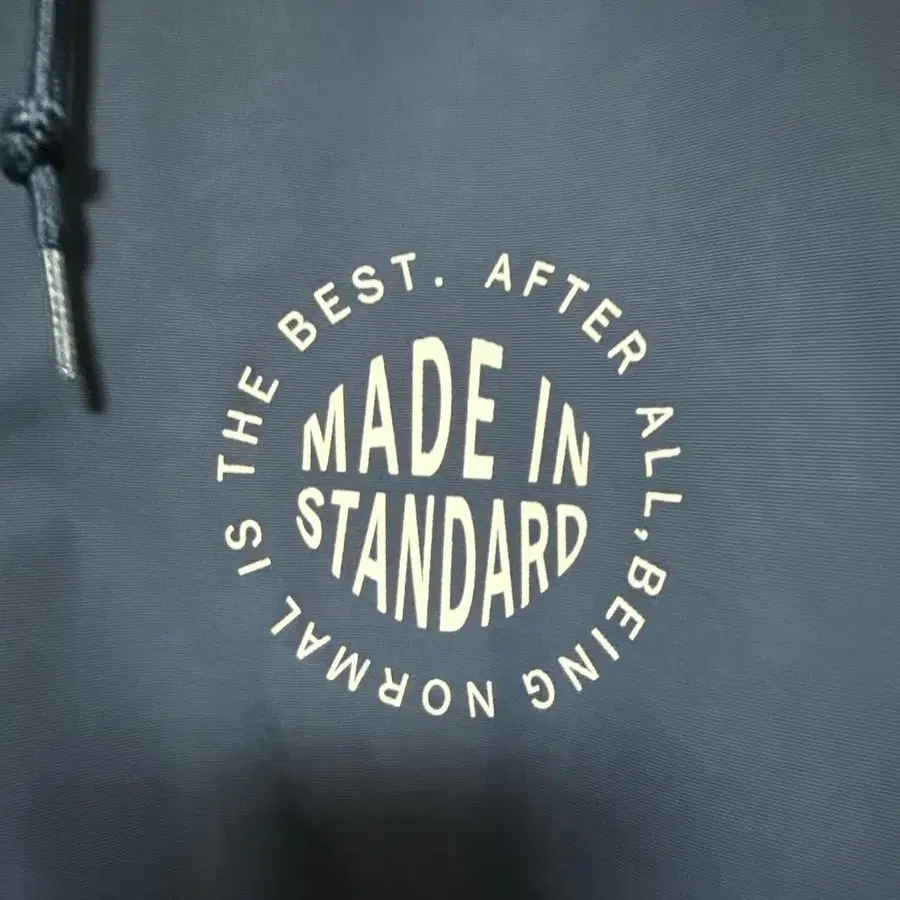 AFTER ALL, BEING NORMAL IS THE BEST.
MADE IN
STANDARD